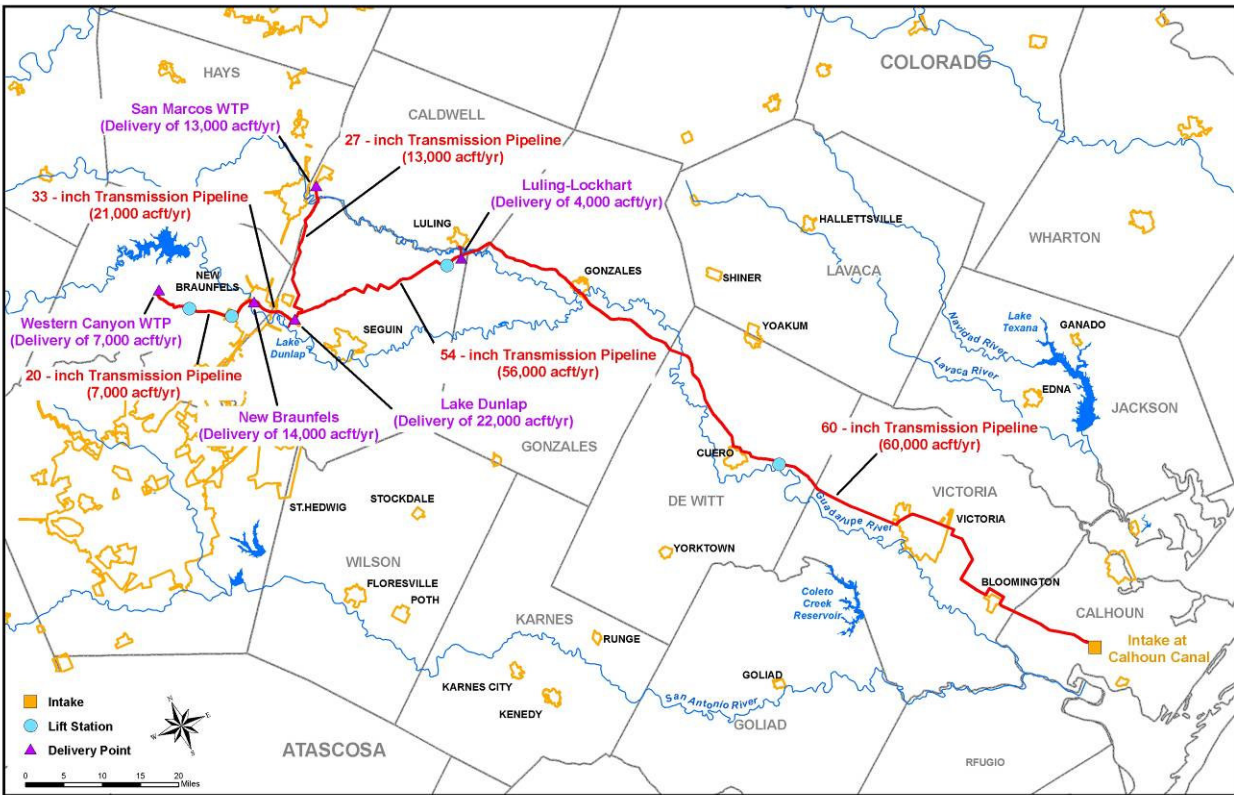 COLORADO
HAYS
San Marcos WTP
(Delivery of 13,000 acft/yr)
CALDWELL
27 - inch Transmission Pipeline
(13,000 acft/yr)
33 - inch Transmission Pipeline
(21,000 acft/yr)
Luling-Lockhart
(Delivery of 4,000 acft/yr)
LULING
HALLETTSVILLE
WHARTON
NEW
BRAUNFELS
GONZALES
SHINER
LAVACA
Navidad River
Lake
Texana
GANADO
Western Canyon WTP
(Delivery of 7,000 acft/yr)
Lake
Dunlap
SEGUIN
YOAKUM
Lavaca River
20 - inch Transmission Pipeline
(7,000 acft/yr)
54 - inch Transmission Pipeline
(56,000 acft/yr)
EDNA
JACKSON
New Braunfels
(Delivery of 14,000 acft/yr)
Lake Dunlap
(Delivery of 22,000 acft/yr)
60 - inch Transmission Pipeline
(60,000 acft/yr)
GONZALES
CUERO
DE WITT
Guadalupe River
VICTORIA
VICTORIA
ST.HEDWIG
STOCKDALE
YORKTOWN
WILSON
FLORESVILLE
POTH
BLOOMINGTON
Coleto
Creek
Reservoir
CALHOUN
KARNES
RUNGE
Intake at
Calhoun Canal
KARNES CITY
KENEDY
San Antonio River
GOLIAD
GOLIAD
ATASCOSA
RFUGIO
Intake
Lift Station
Delivery Point
N
E
S
W
0 5 10 15 20
Miles